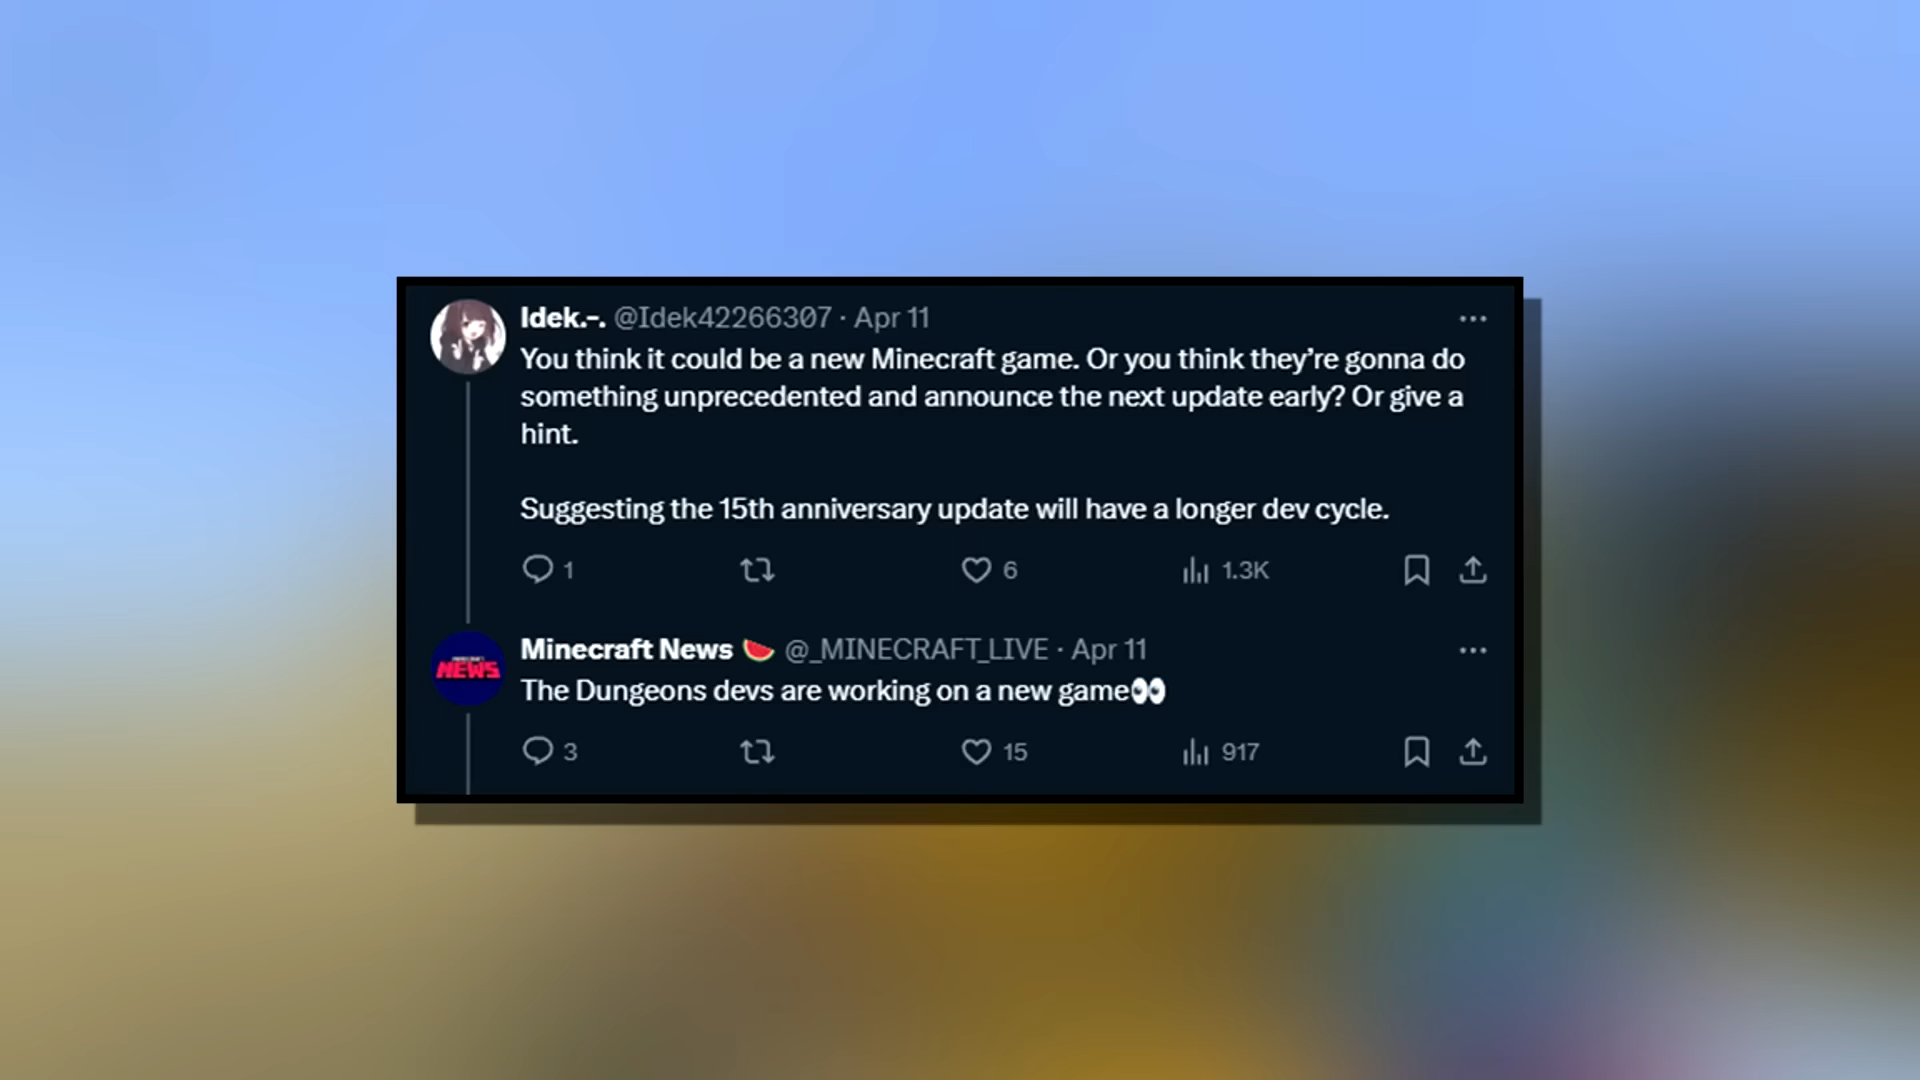 Idek.-. @Idek42266307 · Apr 11
You think it could be a new Minecraft game. Or you think they’re gonna do
something unprecedented and announce the next update early? Or give a
hint.
Suggesting the 15th anniversary update will have a longer dev cycle.
1 6 1.3K
NEWS
Minecraft News 🍉 @_MINECRAFT_LIVE · Apr 11
The Dungeons devs are working on a new game👀
3 15 917